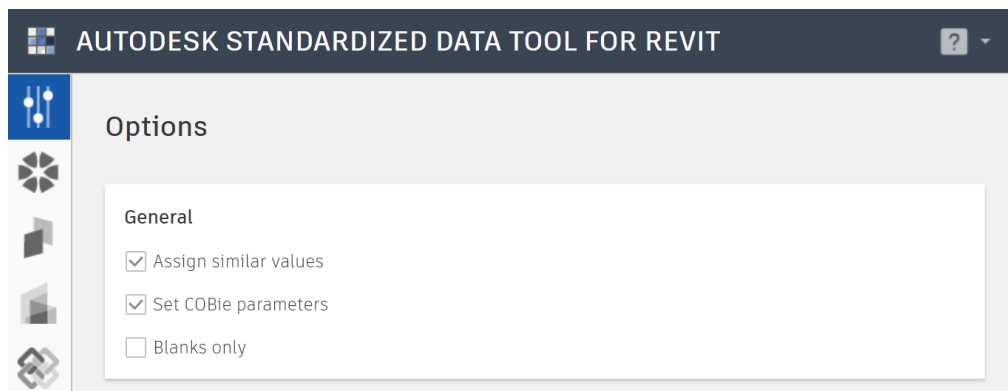 AUTODESK STANDARDIZED DATA TOOL FOR REVIT ?
Options
General
Assign similar values
Set COBie parameters
Blanks only